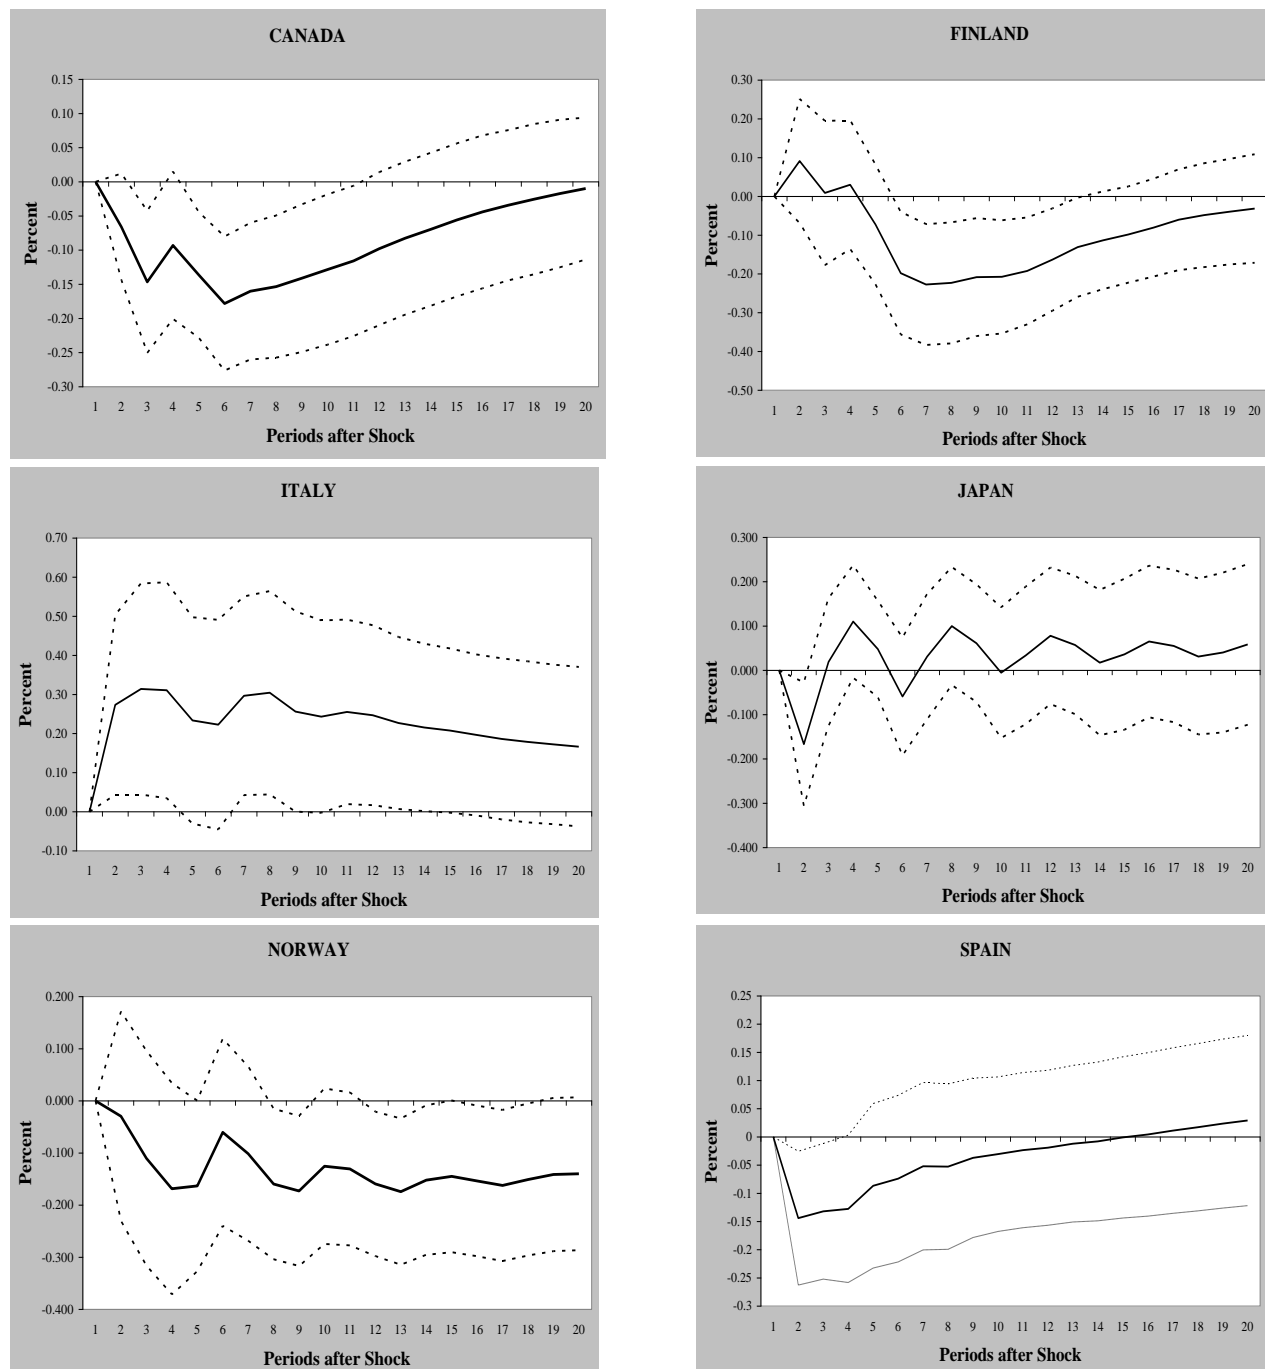 CANADA
0.15
0.10
0.05
0.00
-0.05
-0.10
-0.15
-0.20
-0.25
-0.30
Percent
1 2 3 4 5 6 7 8 9 10 11 12 13 14 15 16 17 18 19 20
Periods after Shock
FINLAND
0.30
0.20
0.10
0.00
-0.10
-0.20
-0.30
-0.40
-0.50
Percent
1 2 3 4 5 6 7 8 9 10 11 12 13 14 15 16 17 18 19 20
Periods after Shock
ITALY
0.70
0.60
0.50
0.40
0.30
0.20
0.10
0.00
-0.10
Percent
1 2 3 4 5 6 7 8 9 10 11 12 13 14 15 16 17 18 19 20
Periods after Shock
JAPAN
0.300
0.200
0.100
0.000
-0.100
-0.200
-0.300
-0.400
Percent
1 2 3 4 5 6 7 8 9 10 11 12 13 14 15 16 17 18 19 20
Periods after Shock
NORWAY
0.200
0.100
0.000
-0.100
-0.200
-0.300
-0.400
Percent
1 2 3 4 5 6 7 8 9 10 11 12 13 14 15 16 17 18 19 20
Periods after Shock
SPAIN
0.25
0.2
0.15
0.1
0.05
0
-0.05
-0.1
-0.15
-0.2
-0.25
-0.3
Percent
1 2 3 4 5 6 7 8 9 10 11 12 13 14 15 16 17 18 19 20
Periods after Shock